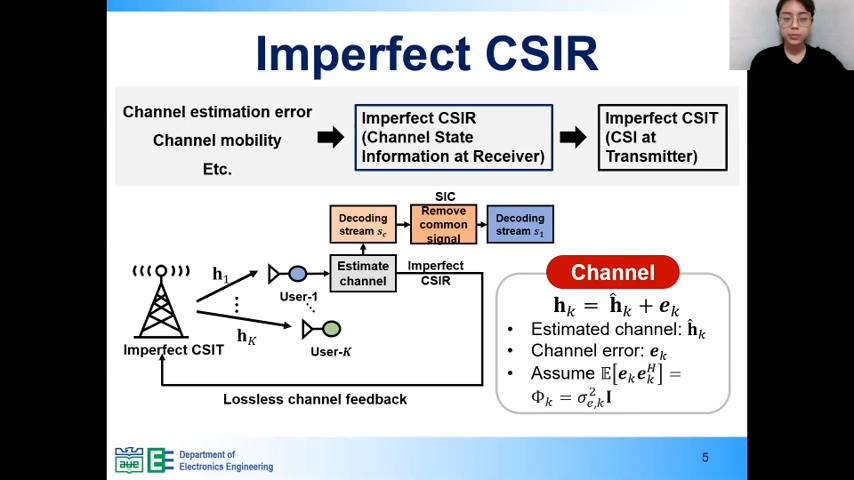 Imperfect CSIR
Channel estimation error
Channel mobility
Etc.
Imperfect CSIR
(Channel State
Information at Receiver)
Imperfect CSIT
(CSI at
Transmitter)
SIC
Decoding
stream s_c
Remove
common
signal
Decoding
stream s_1
Estimate
channel
Imperfect
CSIR
h_1
User-1
⋮
h_K
User-K
Imperfect CSIT
Lossless channel feedback
Channel
h_k = ĥ_k + e_k
• Estimated channel: ĥ_k
• Channel error: e_k
• Assume 𝔼[e_k e_k^H] =
Φ_k = σ_{e,k}^2 I
Department of
Electronics Engineering
5